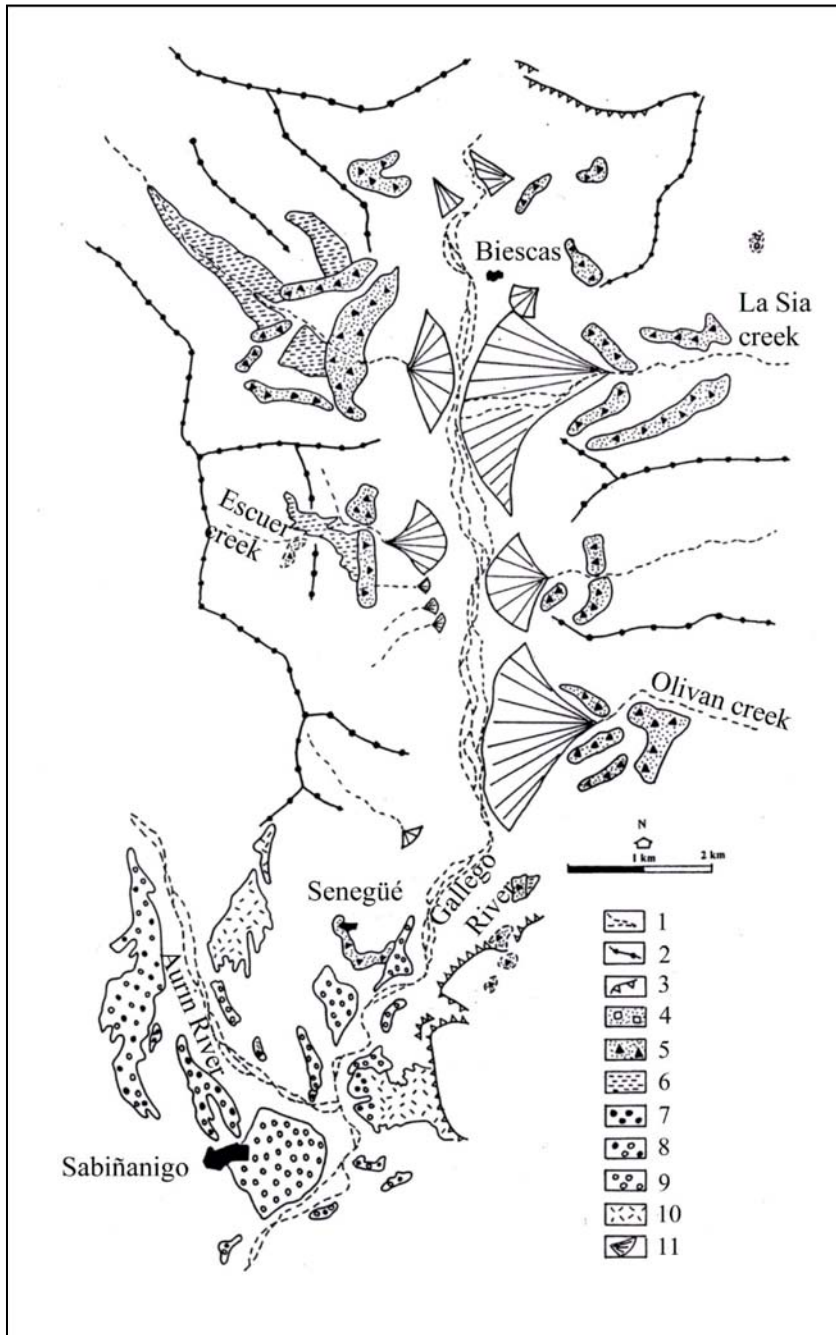 Biescas
La Sia
creek
Escuer
creek
Olivan creek
N
1 km 2 km
Senegüé
Gallego
River
Aurin River
Sabiñanigo
1
2
3
4
5
6
7
8
9
10
11